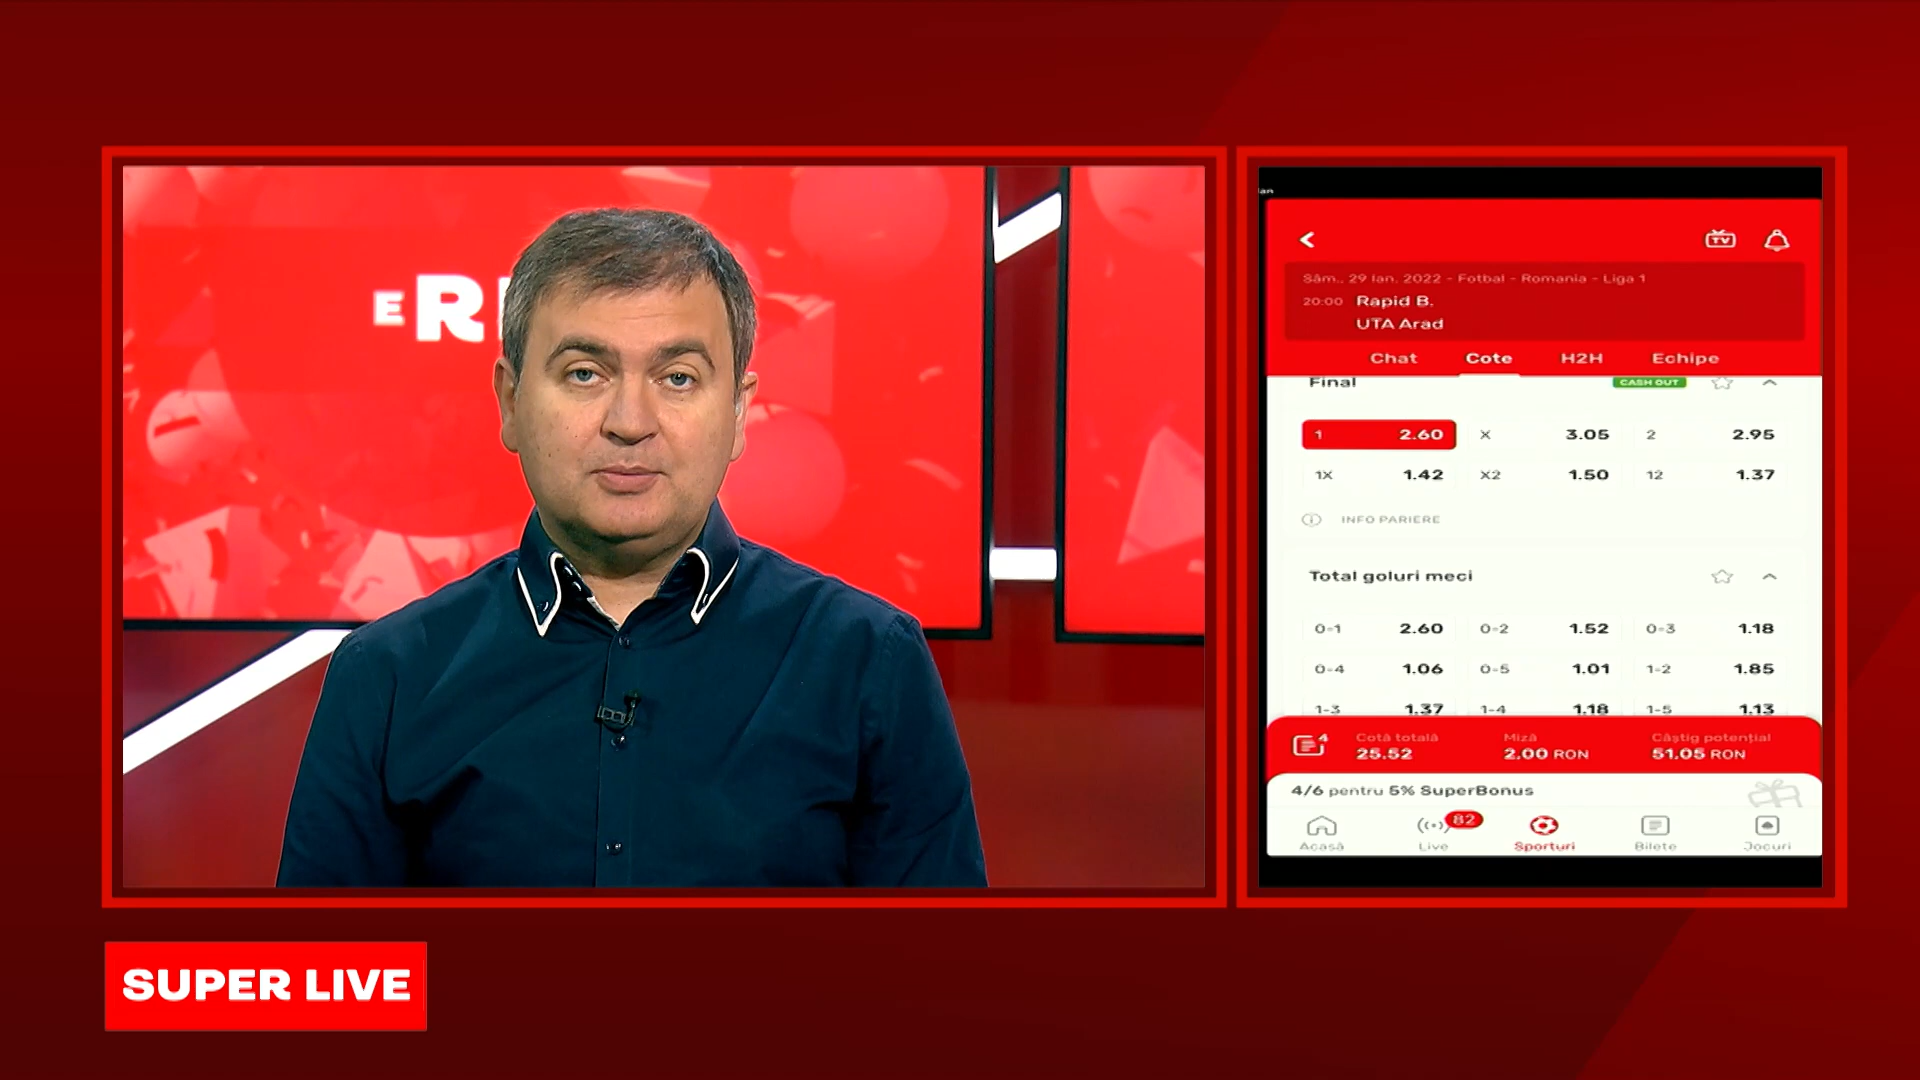 E R
an
TV
Sâm., 29 Ian. 2022 - Fotbal - Romania - Liga 1
20:00 Rapid B.
UTA Arad
Chat Cote H2H Echipe
Final CASH OUT
1 2.60 X 3.05 2 2.95
1X 1.42 X2 1.50 12 1.37
INFO PARIERE
Total goluri meci
0-1 2.60 0-2 1.52 0-3 1.18
0-4 1.06 0-5 1.01 1-2 1.85
1-3 1.37 1-4 1.18 1-5 1.13
4 Cotă totală Miză Câștig potențial
25.52 2.00 RON 51.05 RON
4/6 pentru 5% SuperBonus
82
Acasă Live Sporturi Bilete Jocuri
SUPER LIVE